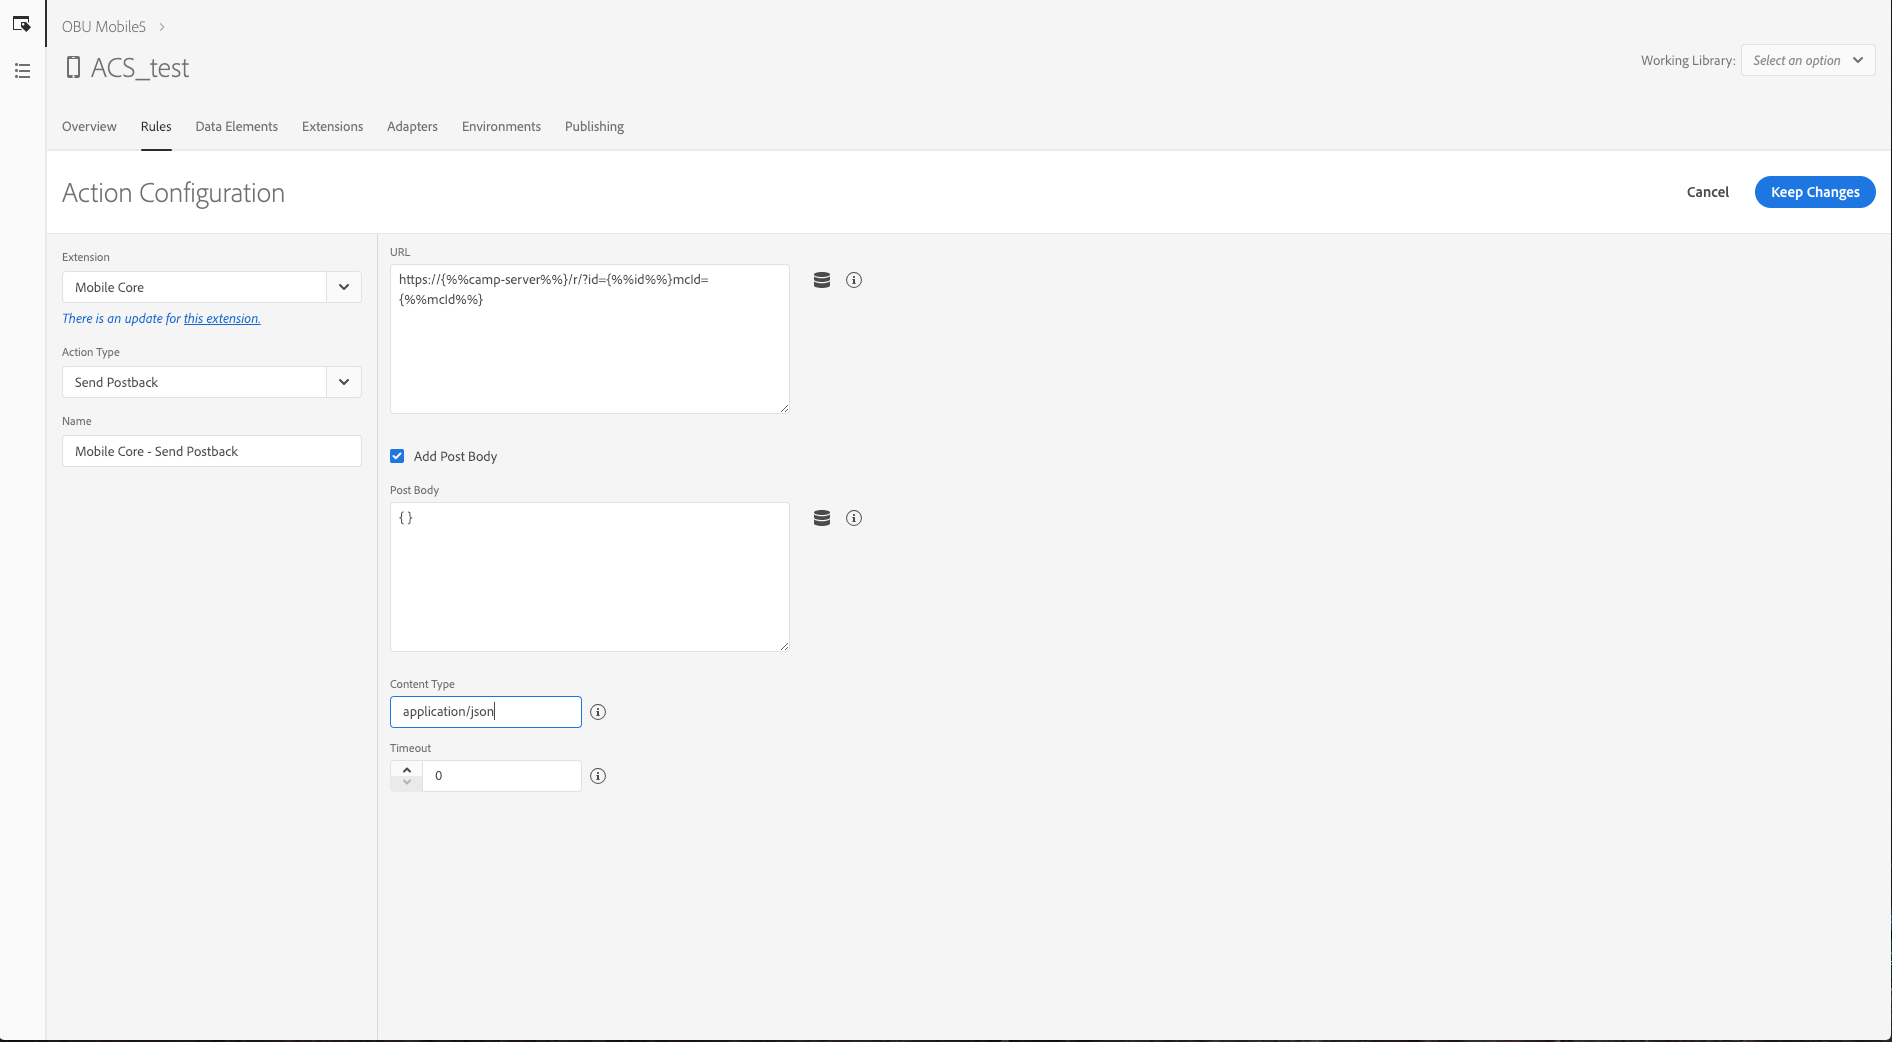 OBU Mobile5
ACS_test
Working Library:
Select an option
Overview
Rules
Data Elements
Extensions
Adapters
Environments
Publishing
Action Configuration
Cancel
Keep Changes
Extension
Mobile Core
There is an update for this extension.
Action Type
Send Postback
Name
Mobile Core - Send Postback
URL
https://{%%camp-server%%}/r/?id={%%id%%}mcId=
{%%mcId%%}
Add Post Body
Post Body
{ }
Content Type
application/json
Timeout
0